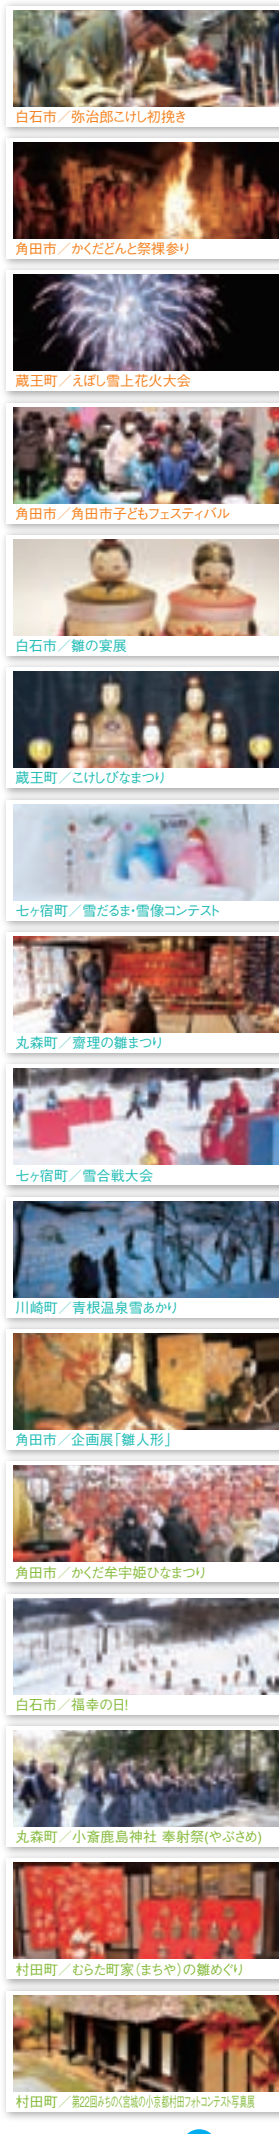 白石市／弥治郎こけし初挽き
角田市／かくだどんと祭裸参り
蔵王町／えぼし雪上花火大会
角田市／角田市子どもフェスティバル
白石市／雛の宴展
蔵王町／こけしびなまつり
七ヶ宿町／雪だるま・雪像コンテスト
丸森町／齋理の雛まつり
七ヶ宿町／雪合戦大会
川崎町／青根温泉雪あかり
角田市／企画展「雛人形」
角田市／かくだ牟宇姫ひなまつり
白石市／福幸の日!
丸森町／小斎鹿島神社 奉射祭(やぶさめ)
村田町／むらた町家(まちや)の雛めぐり
村田町／第22回みちのく宮城の小京都村田フォトコンテスト写真展